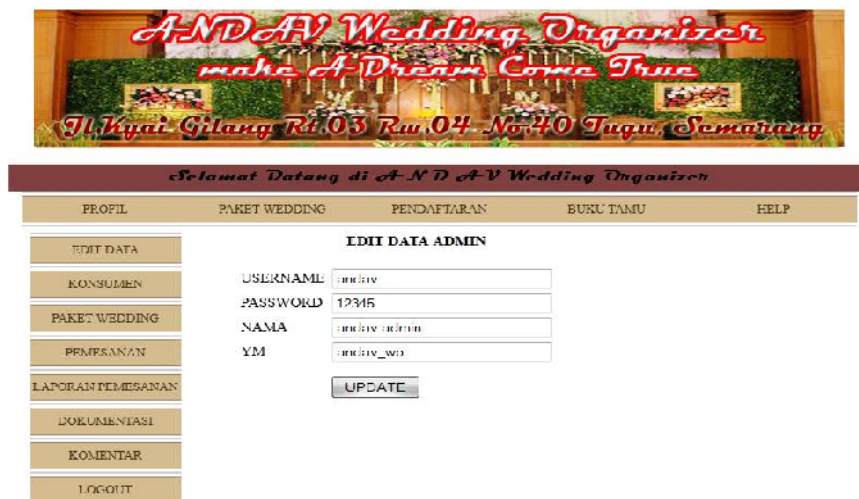 ANDAV Wedding Organizer
make A Dream Come True
Jl.Kyai Gilang Rt.03 Rw.04 No.40 Tugu, Semarang
Selamat Datang di A N D A V Wedding Organizer
PROFIL PAKET WEDDING PENDAFTARAN BUKU TAMU HELP
EDIT DATA
KONSUMEN
PAKET WEDDING
PEMESANAN
LAPORAN PEMESANAN
DOKUMENTASI
KOMENTAR
LOGOUT
EDIT DATA ADMIN
USERNAME andav
PASSWORD 12345
NAMA andav admin
YM andav_wo
UPDATE